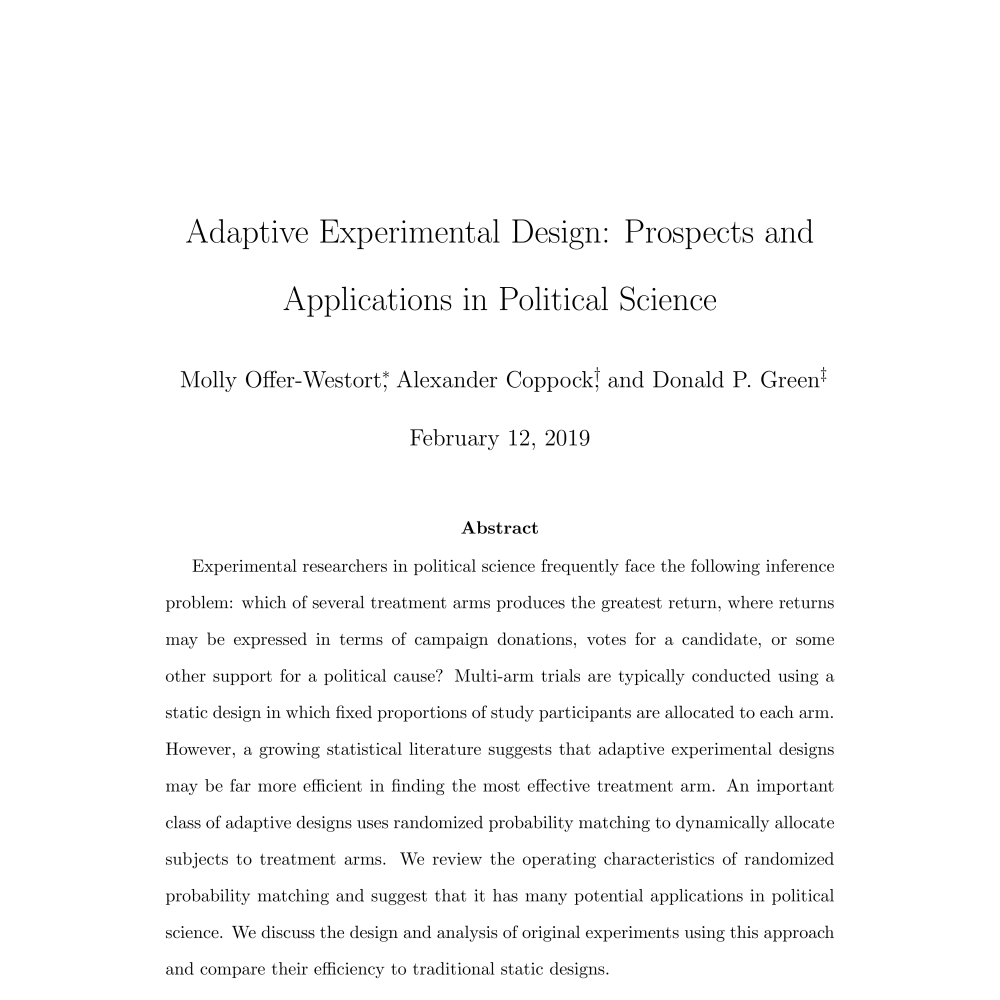 Adaptive Experimental Design: Prospects and
Applications in Political Science
Molly Offer-Westort*, Alexander Coppock†, and Donald P. Green‡
February 12, 2019
Abstract
Experimental researchers in political science frequently face the following inference
problem: which of several treatment arms produces the greatest return, where returns
may be expressed in terms of campaign donations, votes for a candidate, or some
other support for a political cause? Multi-arm trials are typically conducted using a
static design in which fixed proportions of study participants are allocated to each arm.
However, a growing statistical literature suggests that adaptive experimental designs
may be far more efficient in finding the most effective treatment arm. An important
class of adaptive designs uses randomized probability matching to dynamically allocate
subjects to treatment arms. We review the operating characteristics of randomized
probability matching and suggest that it has many potential applications in political
science. We discuss the design and analysis of original experiments using this approach
and compare their efficiency to traditional static designs.